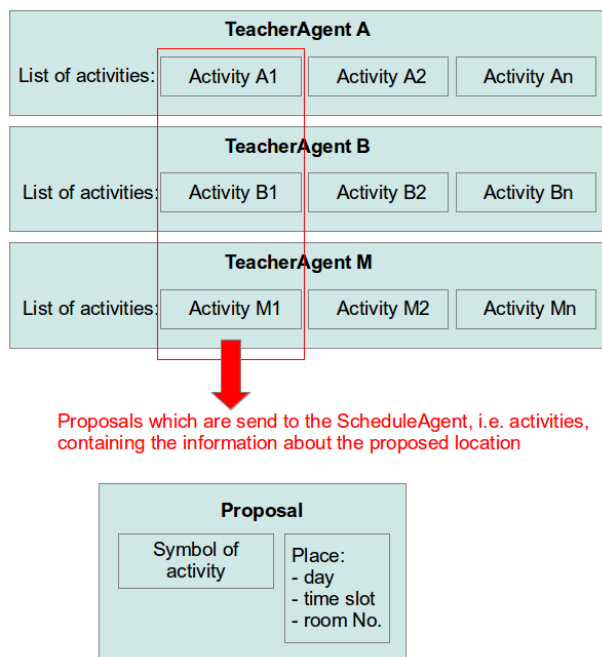 TeacherAgent A
List of activities: Activity A1 Activity A2 Activity An
TeacherAgent B
List of activities: Activity B1 Activity B2 Activity Bn
TeacherAgent M
List of activities: Activity M1 Activity M2 Activity Mn
Proposals which are send to the ScheduleAgent, i.e. activities,
containing the information about the proposed location
Proposal
Symbol of
activity
Place:
- day
- time slot
- room No.